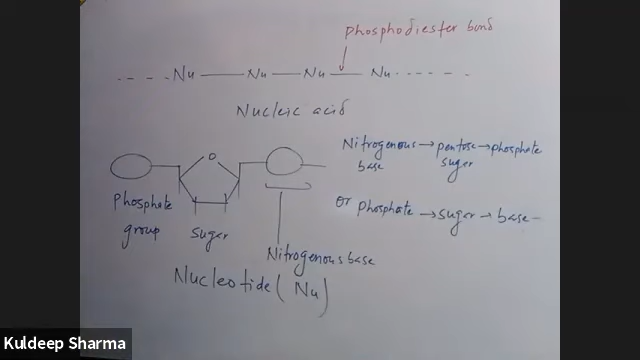 Phosphodiester bond
- - - - Nu — Nu — Nu — Nu - - - - -
Nucleic acid
O
Nitrogenous → pentose → phosphate
base sugar
or phosphate → sugar → base -
Phosphate
group
sugar
Nitrogenous base
Nucleotide (Nu)
Kuldeep Sharma